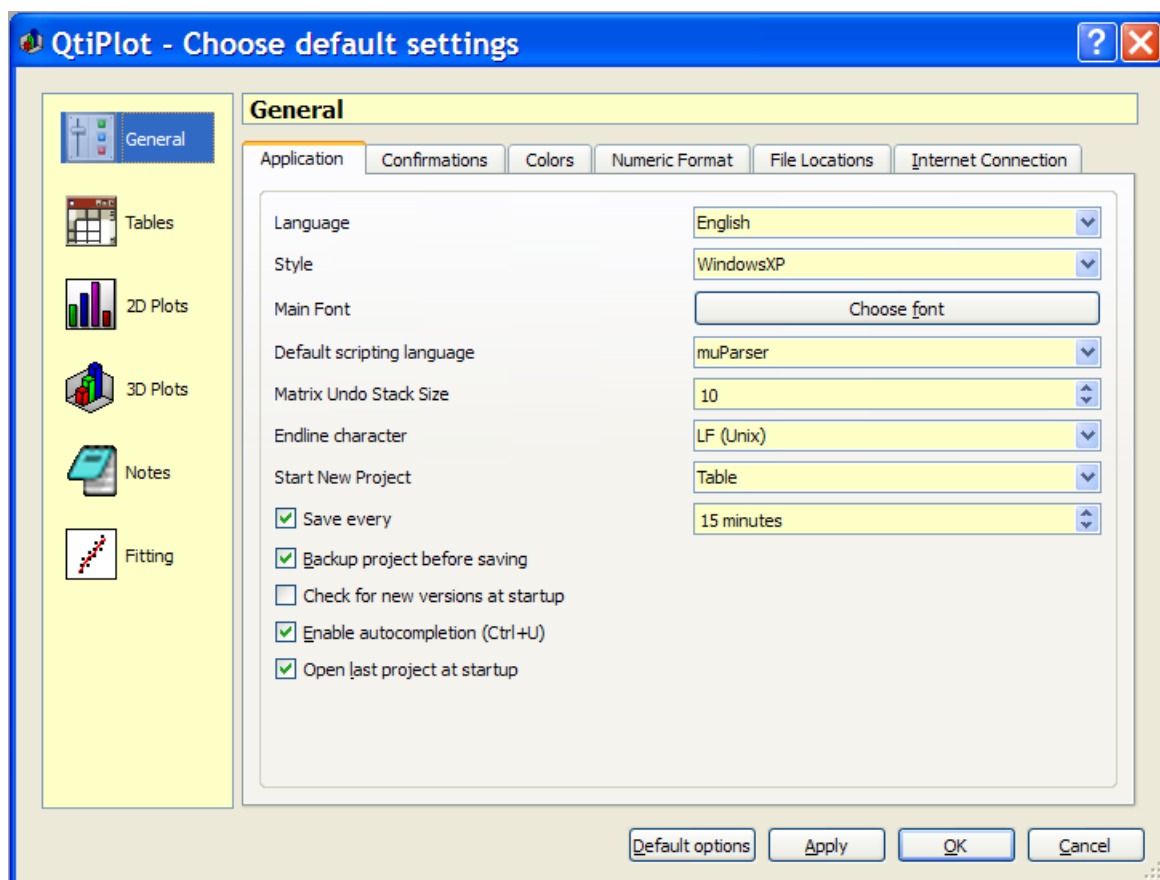 QtiPlot - Choose default settings
General
Tables
2D Plots
3D Plots
Notes
Fitting
General
Application Confirmations Colors Numeric Format File Locations Internet Connection
Language English
Style WindowsXP
Main Font Choose font
Default scripting language muParser
Matrix Undo Stack Size 10
Endline character LF (Unix)
Start New Project Table
Save every 15 minutes
Backup project before saving
Check for new versions at startup
Enable autocompletion (Ctrl+U)
Open last project at startup
Default options Apply OK Cancel